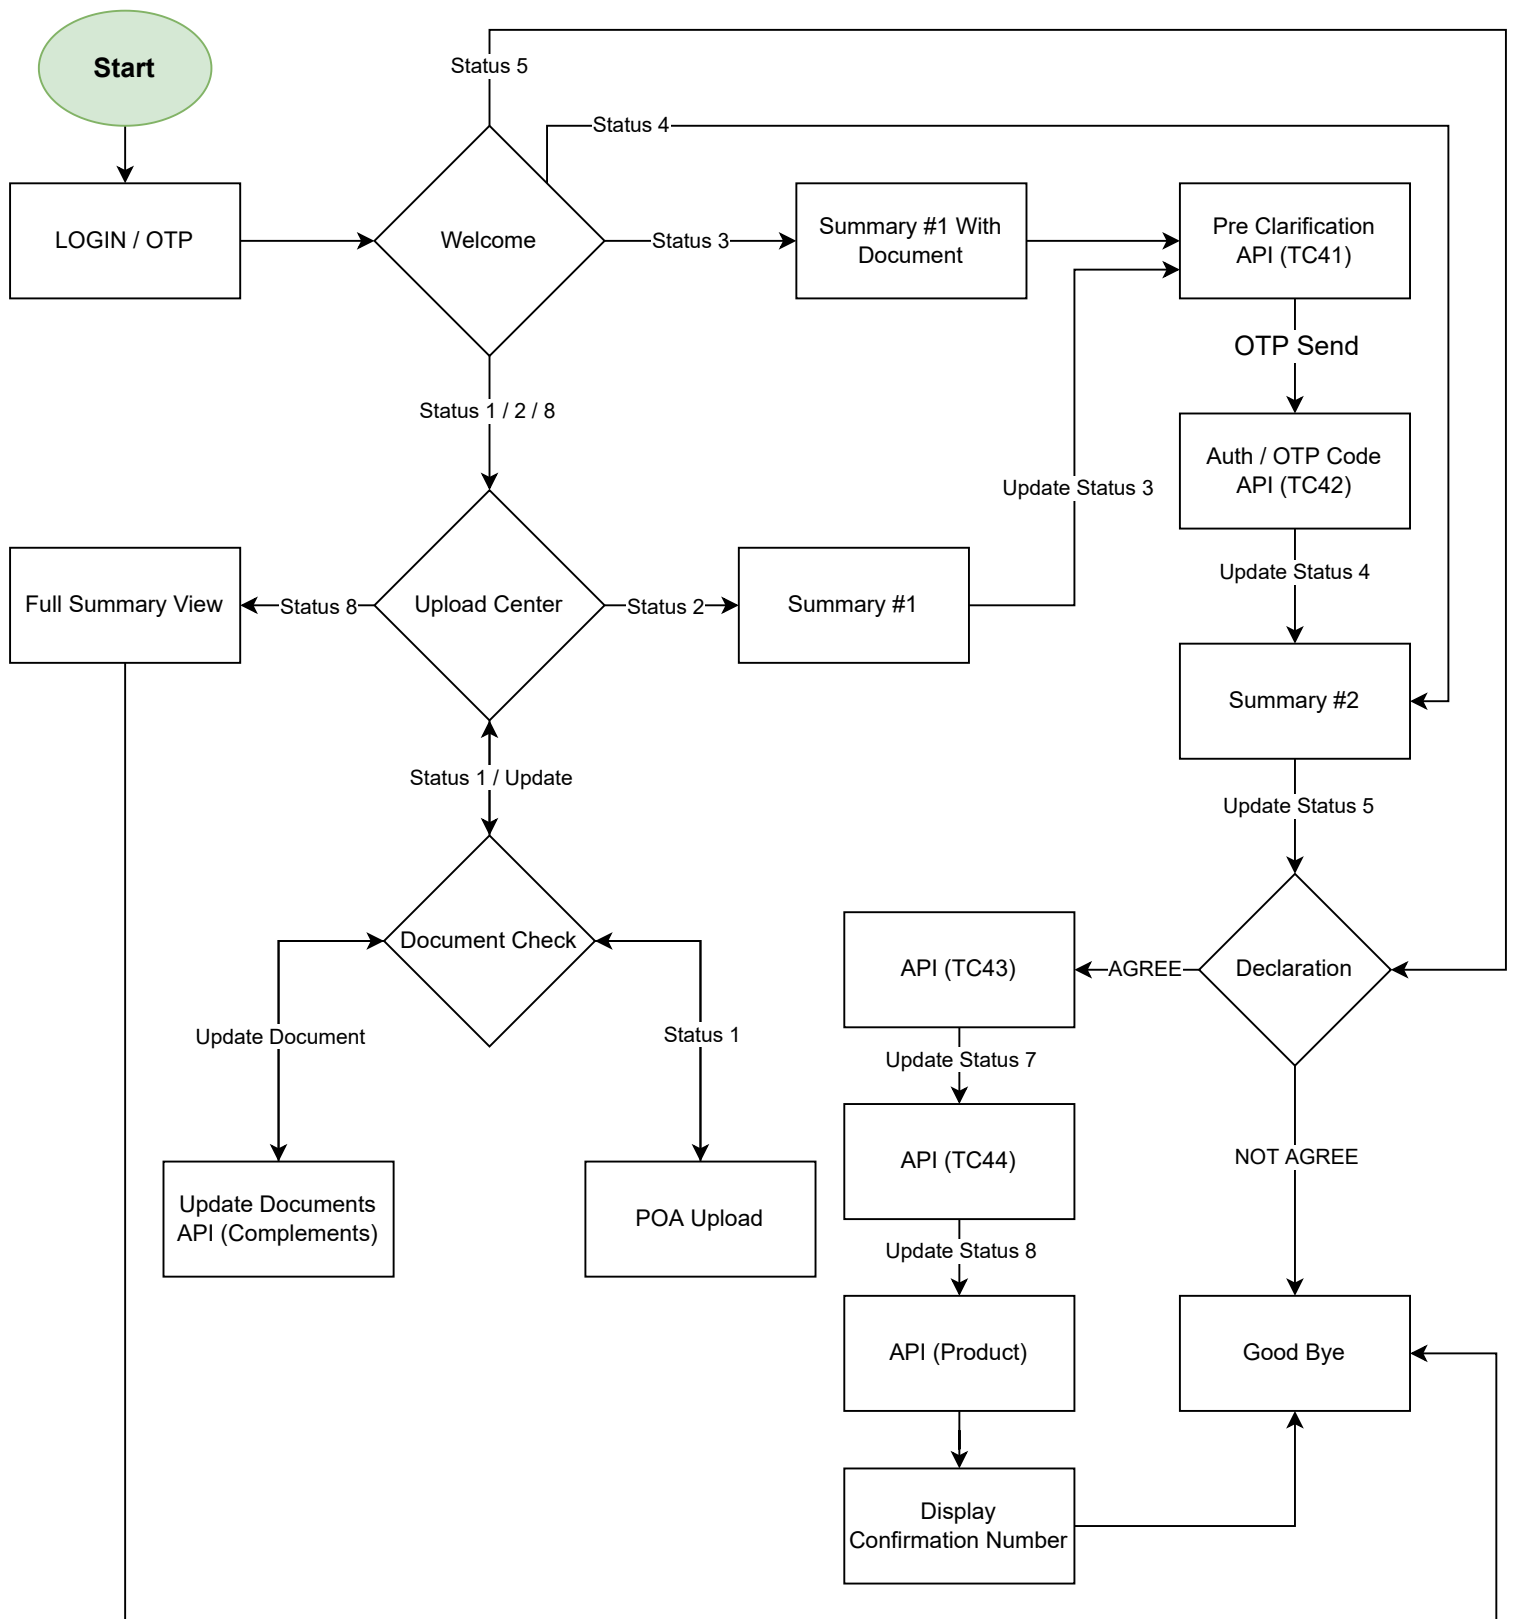 Status 5
Start
Status 4
LOGIN / OTP
Welcome
Status 3
Summary #1 With
Document
Pre Clarification
API (TC41)
OTP Send
Status 1 / 2 / 8
Auth / OTP Code
API (TC42)
Update Status 3
Update Status 4
Full Summary View
Status 8
Upload Center
Status 2
Summary #1
Summary #2
Status 1 / Update
Update Status 5
Document Check
API (TC43)
AGREE
Declaration
Update Document
Status 1
Update Status 7
API (TC44)
NOT AGREE
Update Documents
API (Complements)
POA Upload
Update Status 8
API (Product)
Good Bye
Display
Confirmation Number